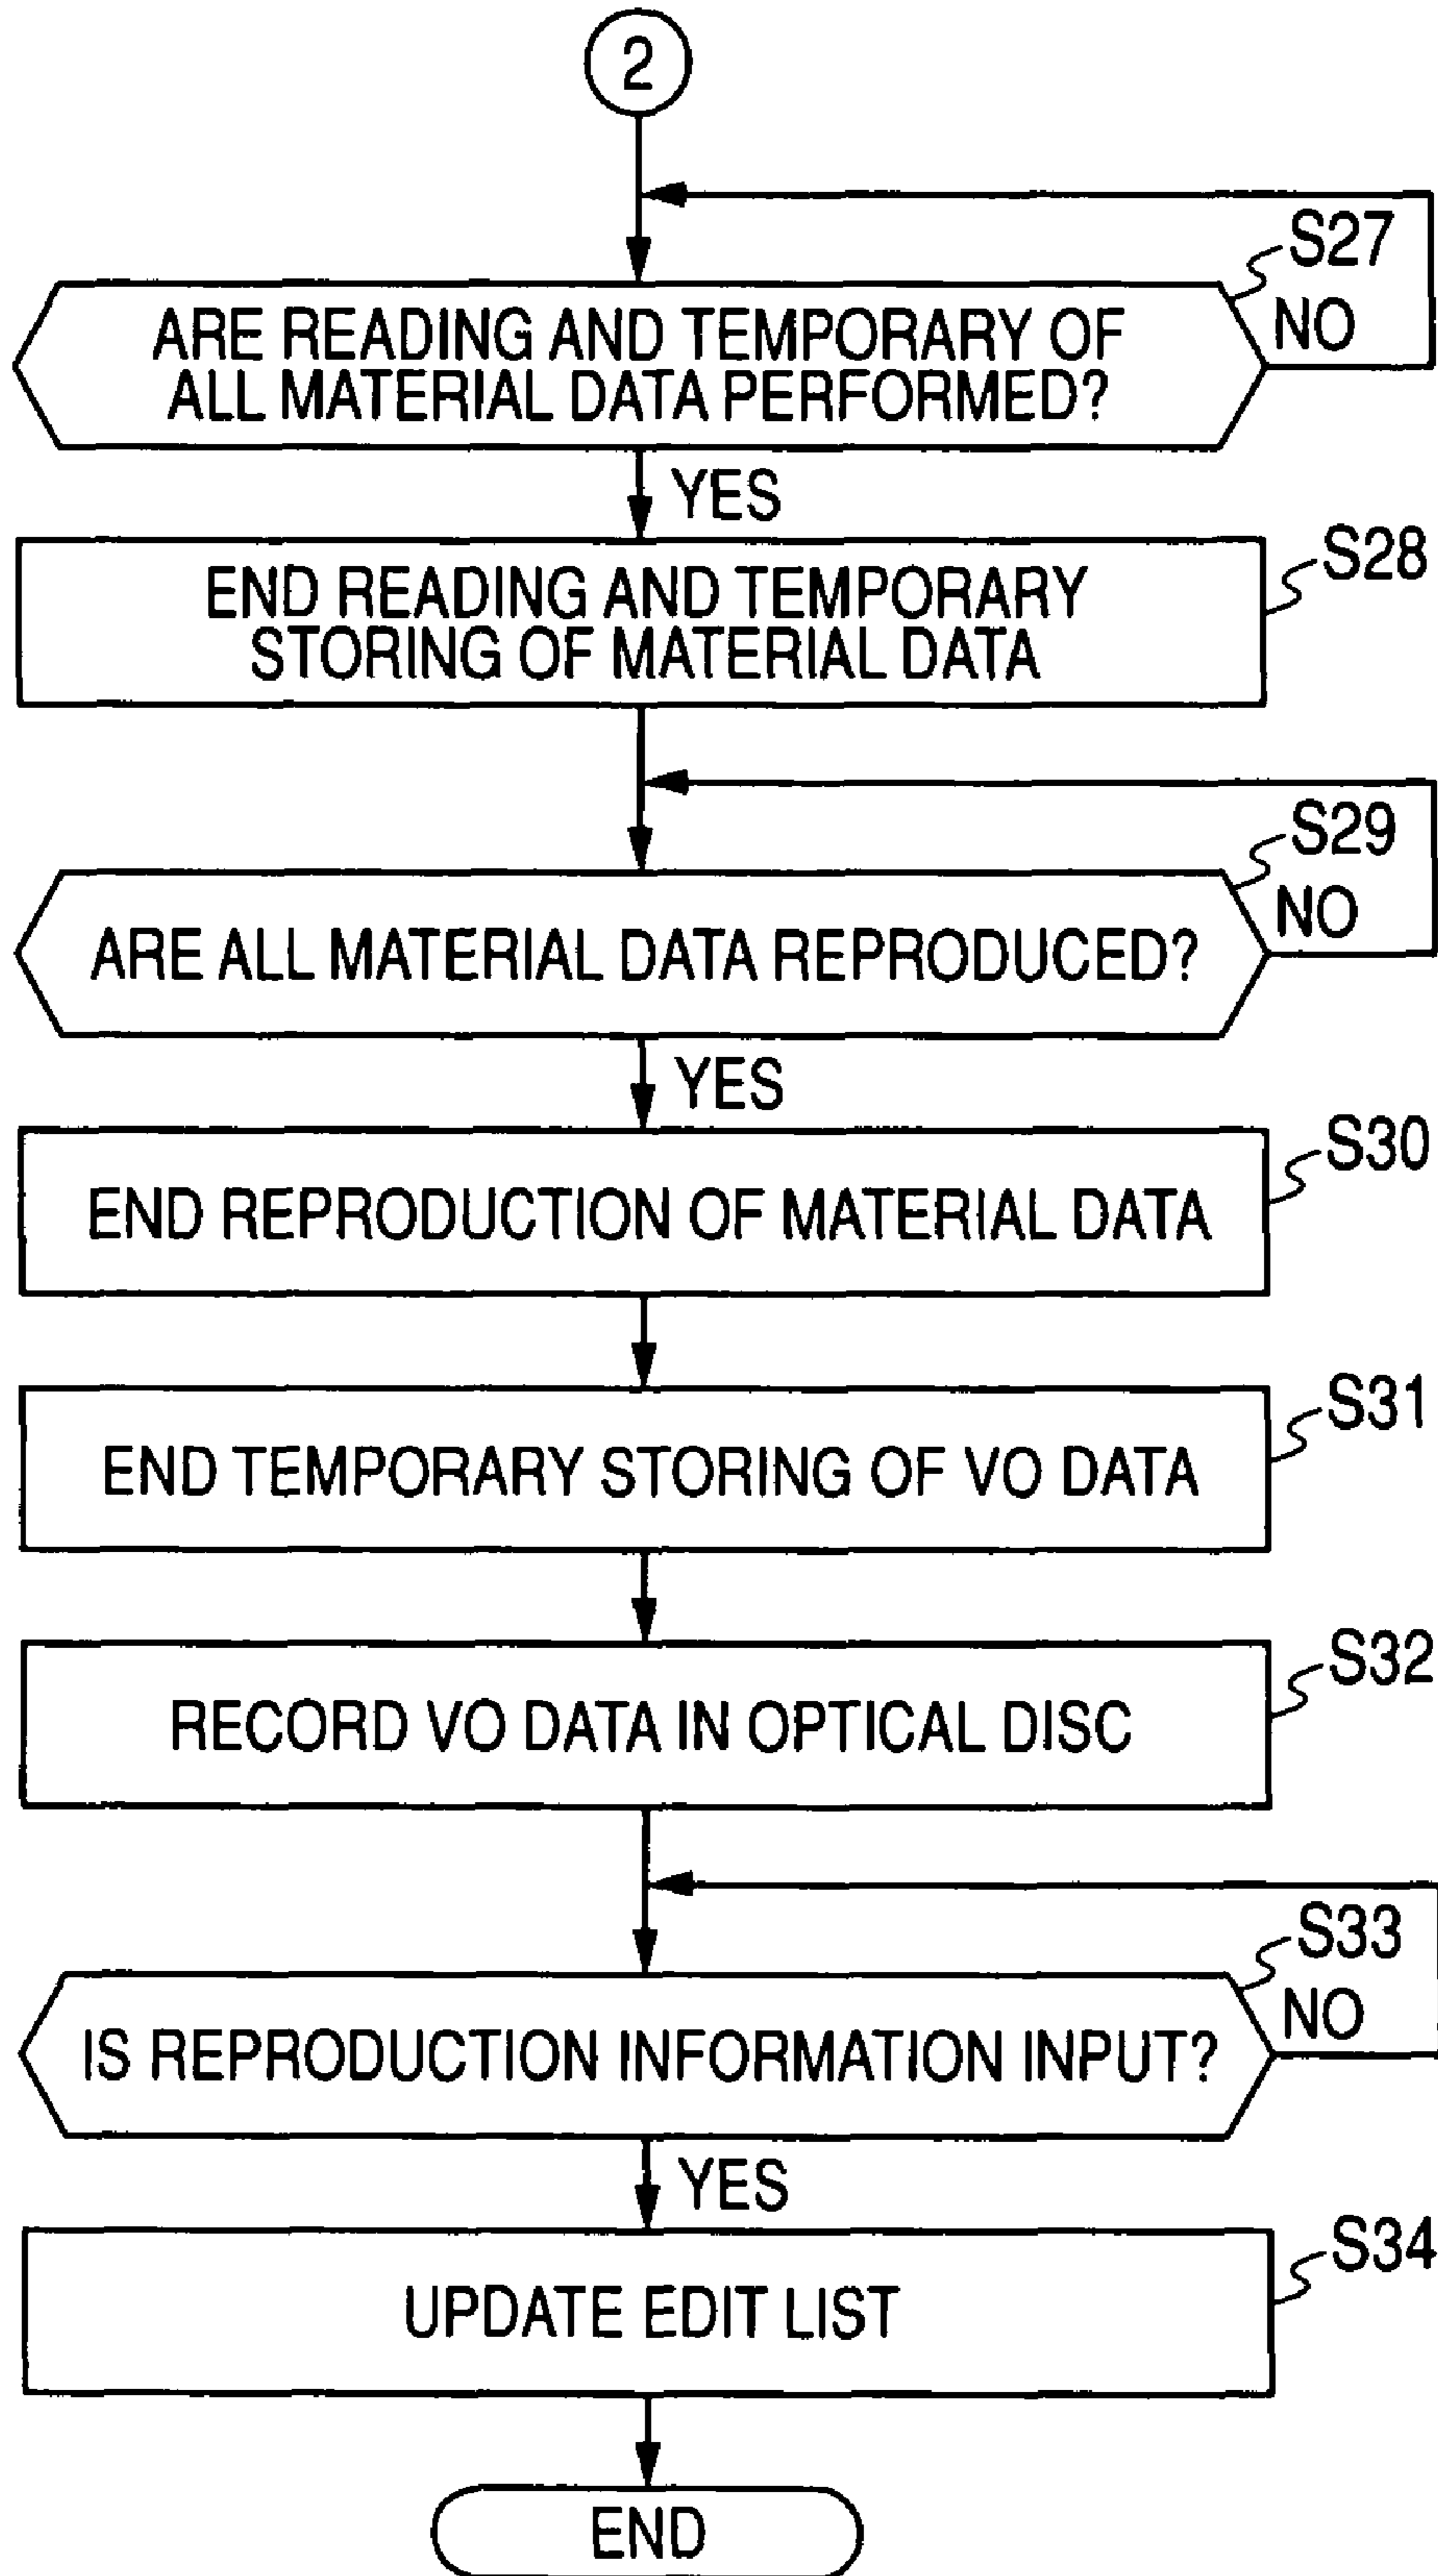 2
S27
NO
ARE READING AND TEMPORARY OF
ALL MATERIAL DATA PERFORMED?
YES
S28
END READING AND TEMPORARY
STORING OF MATERIAL DATA
S29
NO
ARE ALL MATERIAL DATA REPRODUCED?
YES
S30
END REPRODUCTION OF MATERIAL DATA
S31
END TEMPORARY STORING OF VO DATA
S32
RECORD VO DATA IN OPTICAL DISC
S33
NO
IS REPRODUCTION INFORMATION INPUT?
YES
S34
UPDATE EDIT LIST
END